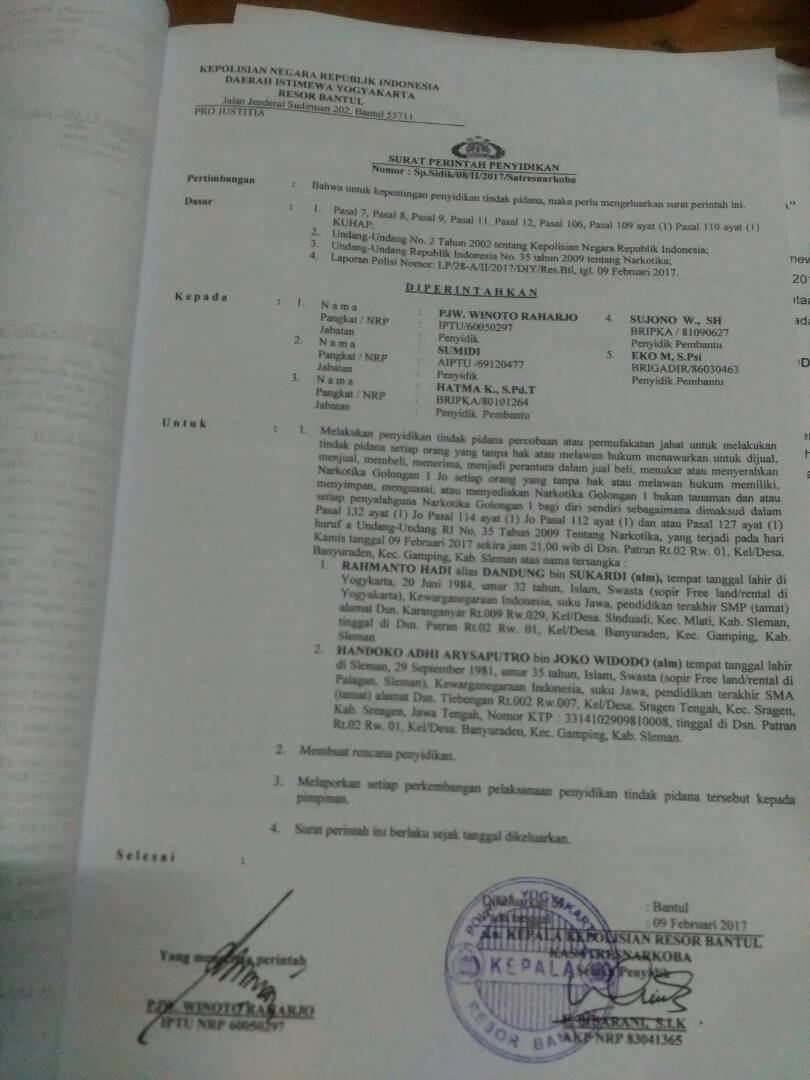 KEPOLISIAN NEGARA REPUBLIK INDONESIA
DAERAH ISTIMEWA YOGYAKARTA
RESOR BANTUL
Jalan Jenderal Sudirman 202, Bantul 55711
PRO JUSTITIA
SURAT PERINTAH PENYIDIKAN
Nomor : Sp.Sidik/08/II/2017/Satresnarkoba
Pertimbangan : Bahwa untuk kepentingan penyidikan tindak pidana, maka perlu mengeluarkan surat perintah ini.
Dasar : 1. Pasal 7, Pasal 8, Pasal 9, Pasal 11. Pasal 12, Pasal 106, Pasal 109 ayat (1) Pasal 110 ayat (1)
KUHAP;
2. Undang-Undang No. 2 Tahun 2002 tentang Kepolisian Negara Republik Indonesia;
3. Undang-Undang Republik Indonesia No. 35 tahun 2009 tentang Narkotika;
4. Laporan Polisi Nomor: LP/28-A/II/2017/DIY/Res.Btl, tgl. 09 Februari 2017.
DIPERINTAHKAN
Kepada : 1. Nama : PJW. WINOTO RAHARJO
Pangkat / NRP : IPTU/60050297
Jabatan : Penyidik
2. Nama : SUMIDI
Pangkat / NRP : AIPTU /69120477
Jabatan : Penyidik
3. Nama : HATMA K., S.Pd.T
Pangkat / NRP : BRIPKA/80101264
Jabatan : Penyidik Pembantu
4. SUJONO W., SH
BRIPKA / 81090627
Penyidik Pembantu
5. EKO M, S.Psi
BRIGADIR/86030463
Penyidik Pembantu
Untuk : 1. Melakukan penyidikan tindak pidana percobaan atau permufakatan jahat untuk melakukan
tindak pidana setiap orang yang tanpa hak atau melawan hukum menawarkan untuk dijual,
menjual, membeli, menerima, menjadi perantara dalam jual beli, menukar atau menyerahkan
Narkotika Golongan I Jo setiap orang yang tanpa hak atau melawan hukum memiliki,
menyimpan, menguasai, atau menyediakan Narkotika Golongan I bukan tanaman dan atau
setiap penyalahguna Narkotika Golongan I bagi diri sendiri sebagaimana dimaksud dalam
Pasal 132 ayat (1) Jo Pasal 114 ayat (1) Jo Pasal 112 ayat (1) dan atau Pasal 127 ayat (1)
huruf a Undang-Undang RI No. 35 Tahun 2009 Tentang Narkotika, yang terjadi pada hari
Kamis tanggal 09 Februari 2017 sekira jam 21.00 wib di Dsn. Patran Rt.02 Rw. 01, Kel/Desa.
Banyuraden, Kec. Gamping, Kab. Sleman atas nama tersangka :
1. RAHMANTO HADI alias DANDUNG bin SUKARDI (alm), tempat tanggal lahir di
Yogykarta, 20 Juni 1984, umur 32 tahun, Islam, Swasta (sopir Free land/rental di
Yogyakarta), Kewarganegaraan Indonesia, suku Jawa, pendidikan terakhir SMP (tamat)
alamat Dsn. Karanganyar Rt.009 Rw.029, Kel/Desa. Sinduadi, Kec. Mlati, Kab. Sleman,
tinggal di Dsn. Patran Rt.02 Rw. 01, Kel/Desa. Banyuraden, Kec. Gamping, Kab.
Sleman
2. HANDOKO ADHI ARYSAPUTRO bin JOKO WIDODO (alm) tempat tanggal lahir
di Sleman, 29 September 1981, umur 35 tahun, Islam, Swasta (sopir Free land/rental di
Palagan, Sleman), Kewarganegaraan Indonesia, suku Jawa, pendidikan terakhir SMA
(tamat) alamat Dsn. Tlebengan Rt.002 Rw.007, Kel/Desa. Sragen Tengah, Kec. Sragen,
Kab. Sreagen, Jawa Tengah, Nomor KTP : 3314102909810008, tinggal di Dsn. Patran
Rt.02 Rw. 01, Kel/Desa. Banyuraden, Kec. Gamping, Kab. Sleman.
2. Membuat rencana penyidikan.
3. Melaporkan setiap perkembangan pelaksanaan penyidikan tindak pidana tersebut kepada
pimpinan.
4. Surat perintah ini berlaku sejak tanggal dikeluarkan.
Selesai :
Dikeluarkan di : Bantul
Pada tanggal : 09 Februari 2017
KEPALA KEPOLISIAN RESOR BANTUL
KASATRESNARKOBA
Penyidik
Yang perintah
PJW. WINOTO RAHARJO
IPTU NRP 60050297
S.I.K
AKP NRP 83041365
YOGYAKARTA
KEPALA
RESOR